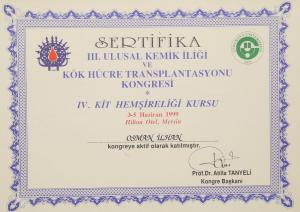 SERTİFİKA
III. ULUSAL KEMİK İLİĞİ
VE
KÖK HÜCRE TRANSPLANTASYONU
KONGRESİ
*
IV. KİT HEMŞİRELİĞİ KURSU
3-5 Haziran 1999
Hilton Otel, Mersin
OSMAN İLHAN
kongreye aktif olarak katılmıştır.
Prof.Dr. Atila TANYELİ
Kongre Başkanı